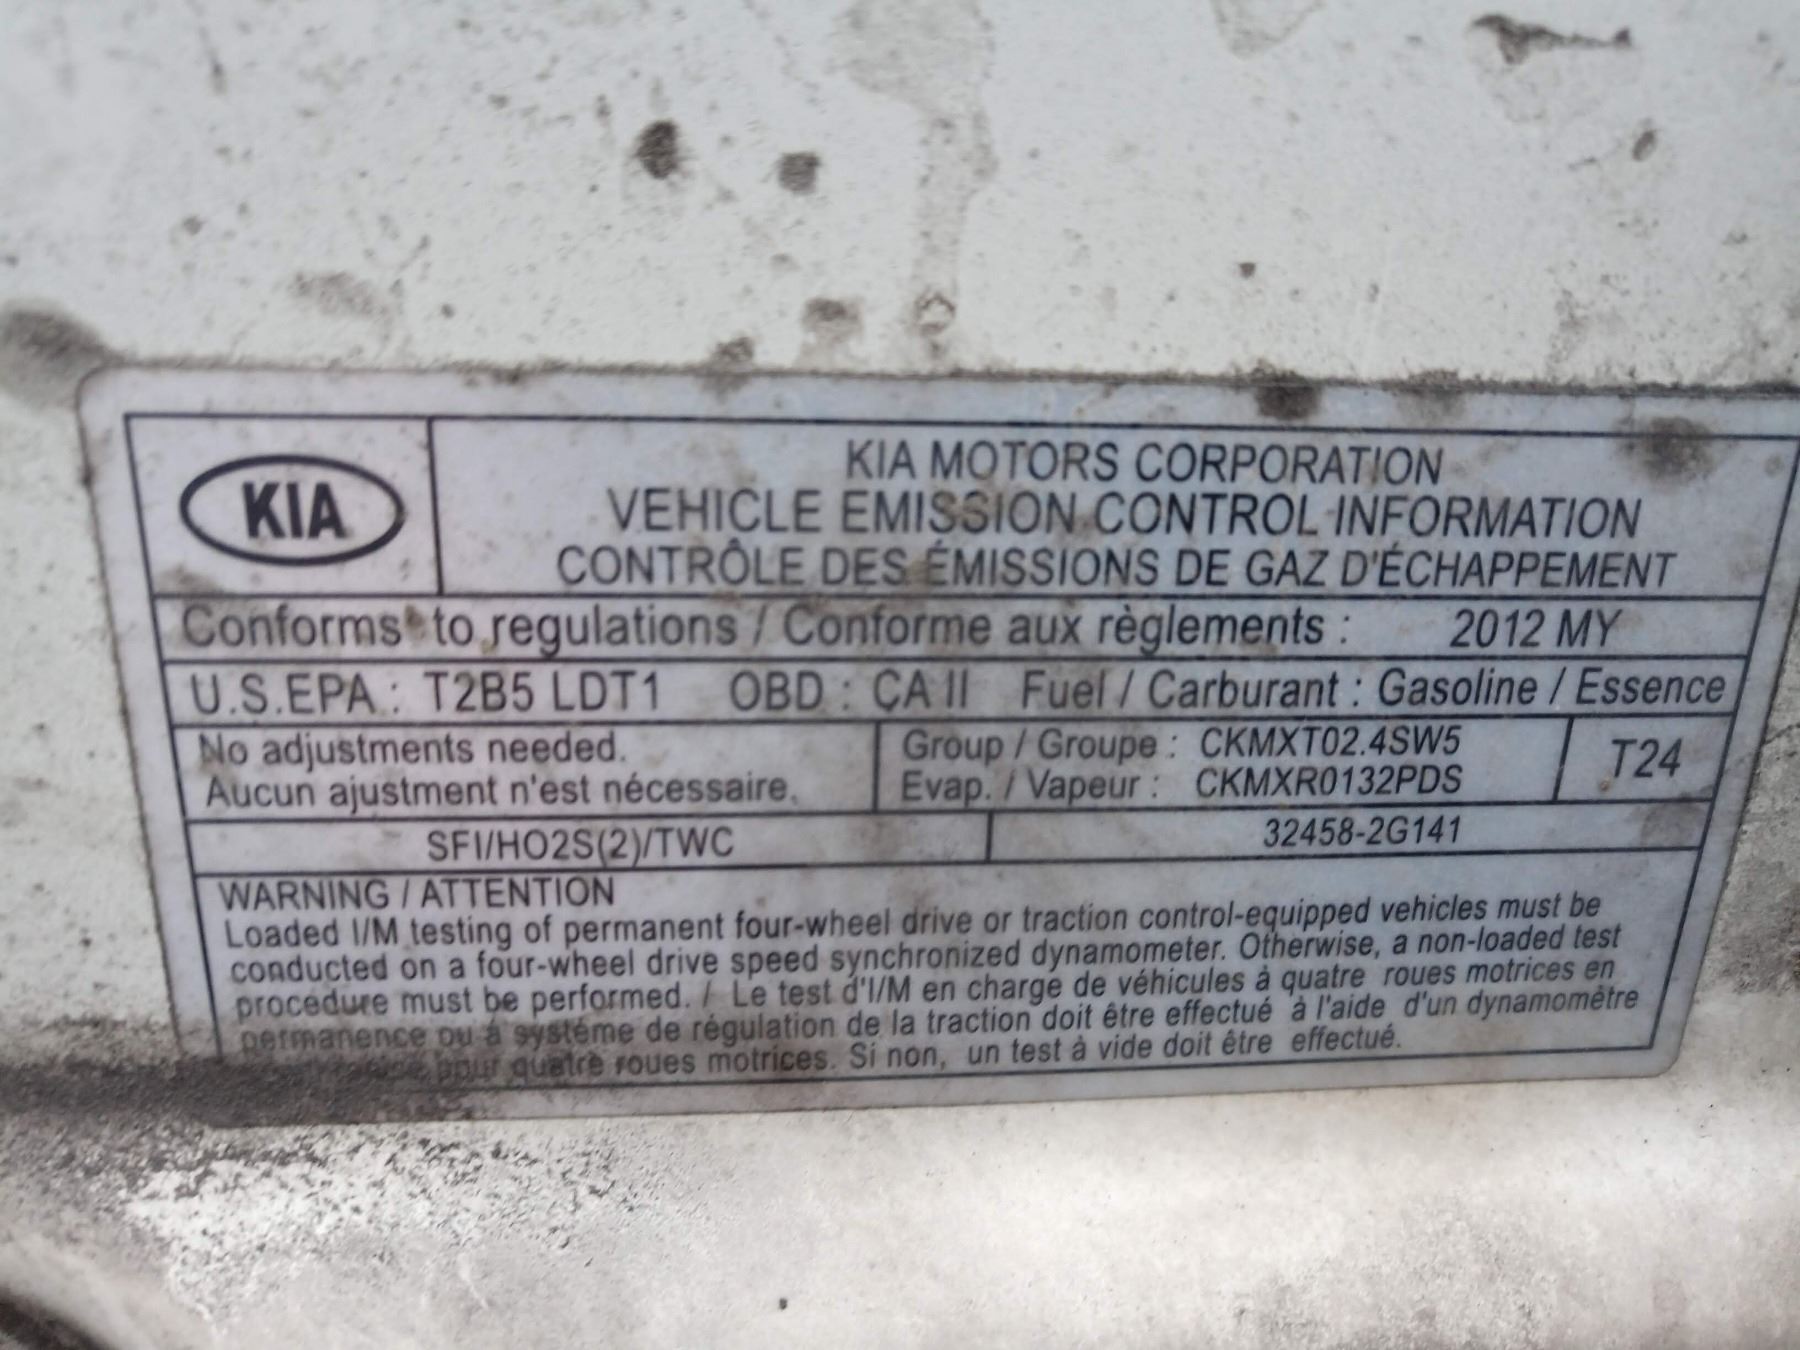 KIA
KIA MOTORS CORPORATION
VEHICLE EMISSION CONTROL INFORMATION
CONTRÔLE DES ÉMISSIONS DE GAZ D'ÉCHAPPEMENT
Conforms to regulations / Conforme aux règlements : 2012 MY
U.S.EPA : T2B5 LDT1 OBD : CA II Fuel / Carburant : Gasoline / Essence
No adjustments needed.
Aucun ajustment n'est nécessaire.
Group / Groupe : CKMXT02.4SW5
Evap. / Vapeur : CKMXR0132PDS
T24
SFI/HO2S(2)/TWC
32458-2G141
WARNING / ATTENTION
Loaded I/M testing of permanent four-wheel drive or traction control-equipped vehicles must be
conducted on a four-wheel drive speed synchronized dynamometer. Otherwise, a non-loaded test
procedure must be performed. / Le test d'I/M en charge de véhicules à quatre roues motrices en
permanence ou à système de régulation de la traction doit être effectué à l'aide d'un dynamomètre
pour quatre roues motrices. Si non, un test à vide doit être effectué.